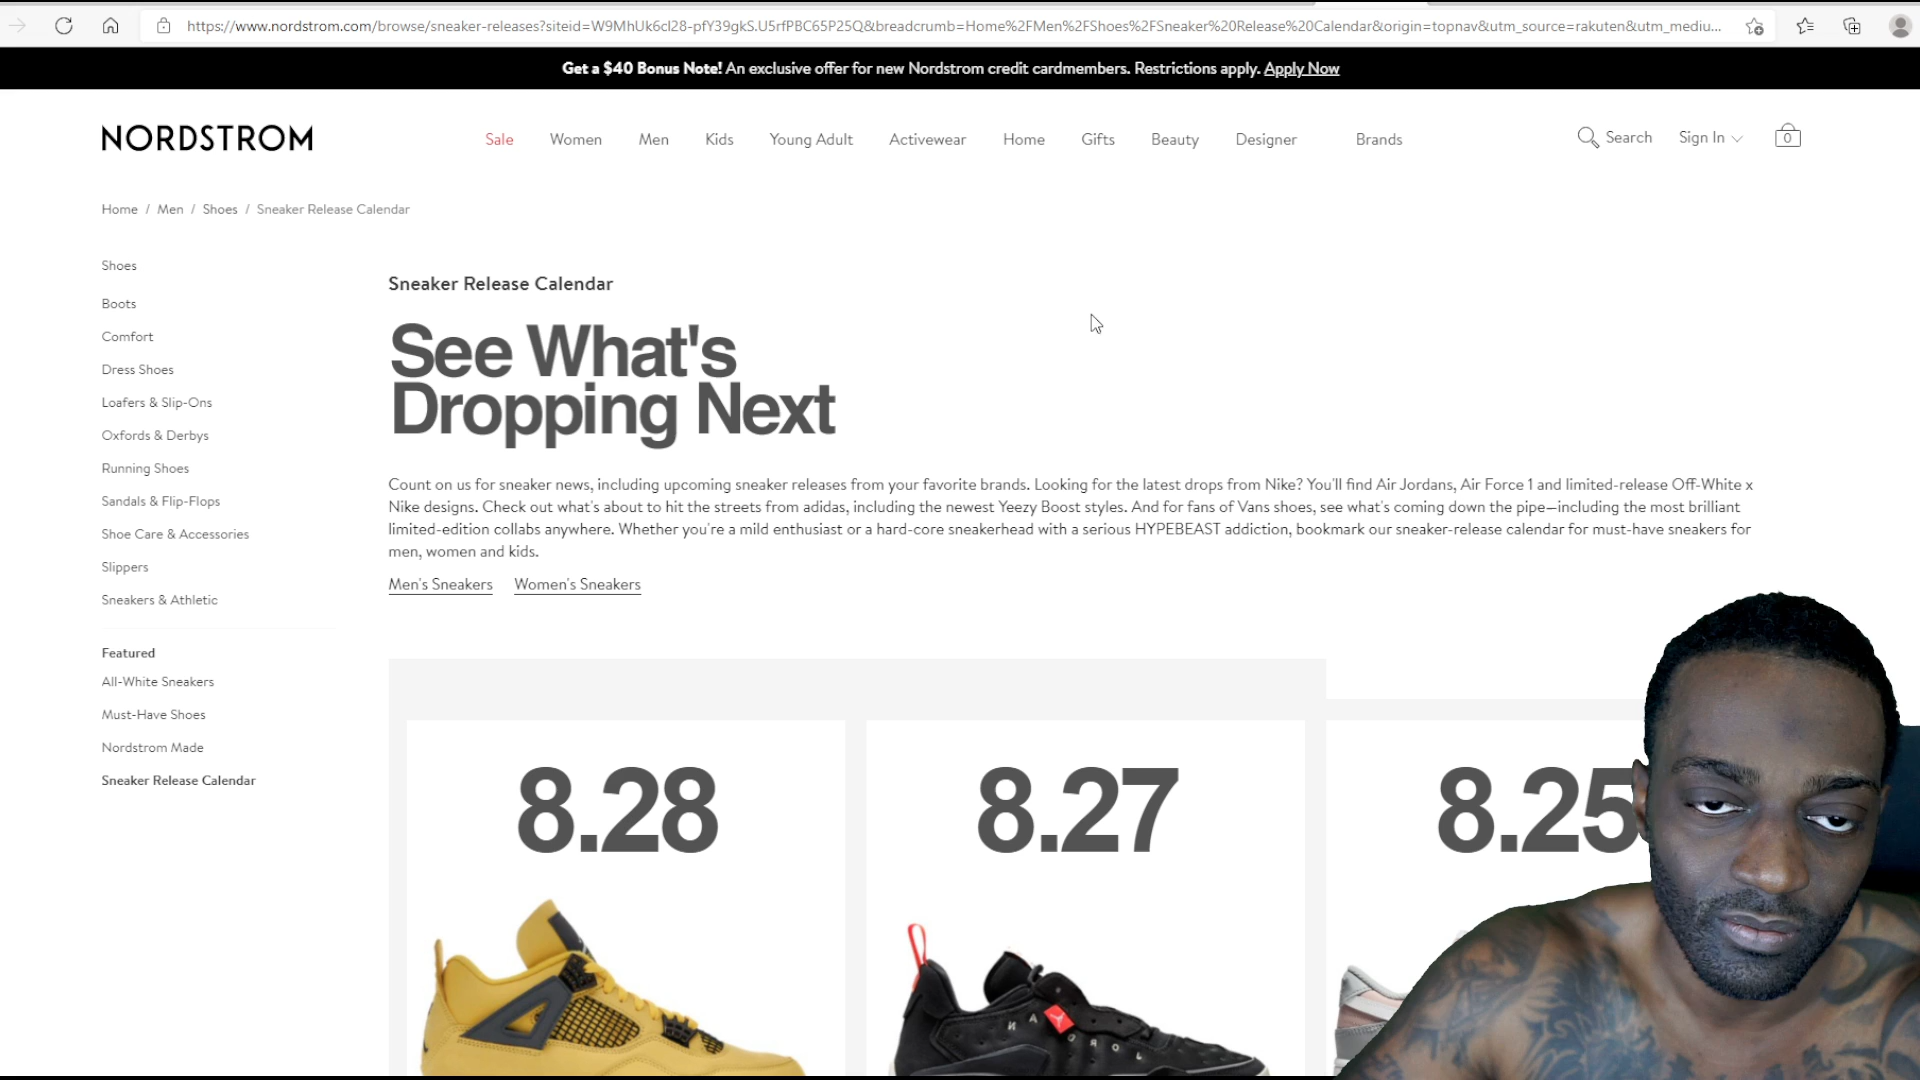 https://www.nordstrom.com/browse/sneaker-releases?siteid=W9MhUk6cI28-pfY39gkS.U5rfPBC65P25Q&breadcrumb=Home%2FMen%2FShoes%2FSneaker%20Release%20Calendar&origin=topnav&utm_source=rakuten&utm_mediu...
Get a $40 Bonus Note! An exclusive offer for new Nordstrom credit cardmembers. Restrictions apply. Apply Now
NORDSTROM
Sale Women Men Kids Young Adult Activewear Home Gifts Beauty Designer Brands
Search Sign In 0
Home / Men / Shoes / Sneaker Release Calendar
Shoes
Boots
Comfort
Dress Shoes
Loafers & Slip-Ons
Oxfords & Derbys
Running Shoes
Sandals & Flip-Flops
Shoe Care & Accessories
Slippers
Sneakers & Athletic
Featured
All-White Sneakers
Must-Have Shoes
Nordstrom Made
Sneaker Release Calendar
Sneaker Release Calendar
See What's
Dropping Next
Count on us for sneaker news, including upcoming sneaker releases from your favorite brands. Looking for the latest drops from Nike? You'll find Air Jordans, Air Force 1 and limited-release Off-White x
Nike designs. Check out what's about to hit the streets from adidas, including the newest Yeezy Boost styles. And for fans of Vans shoes, see what's coming down the pipe—including the most brilliant
limited-edition collabs anywhere. Whether you're a mild enthusiast or a hard-core sneakerhead with a serious HYPEBEAST addiction, bookmark our sneaker-release calendar for must-have sneakers for
men, women and kids.
Men's Sneakers Women's Sneakers
8.28
8.27
8.25